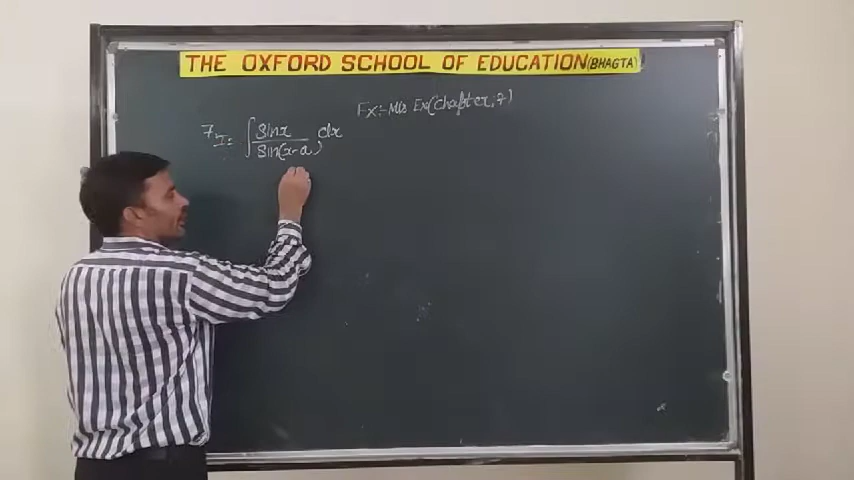 THE OXFORD SCHOOL OF EDUCATION (BHAGTA)
Ex:- Mis Ex(Chapter, 7)
7 I = ∫ Sinx / Sin(x-a) dx